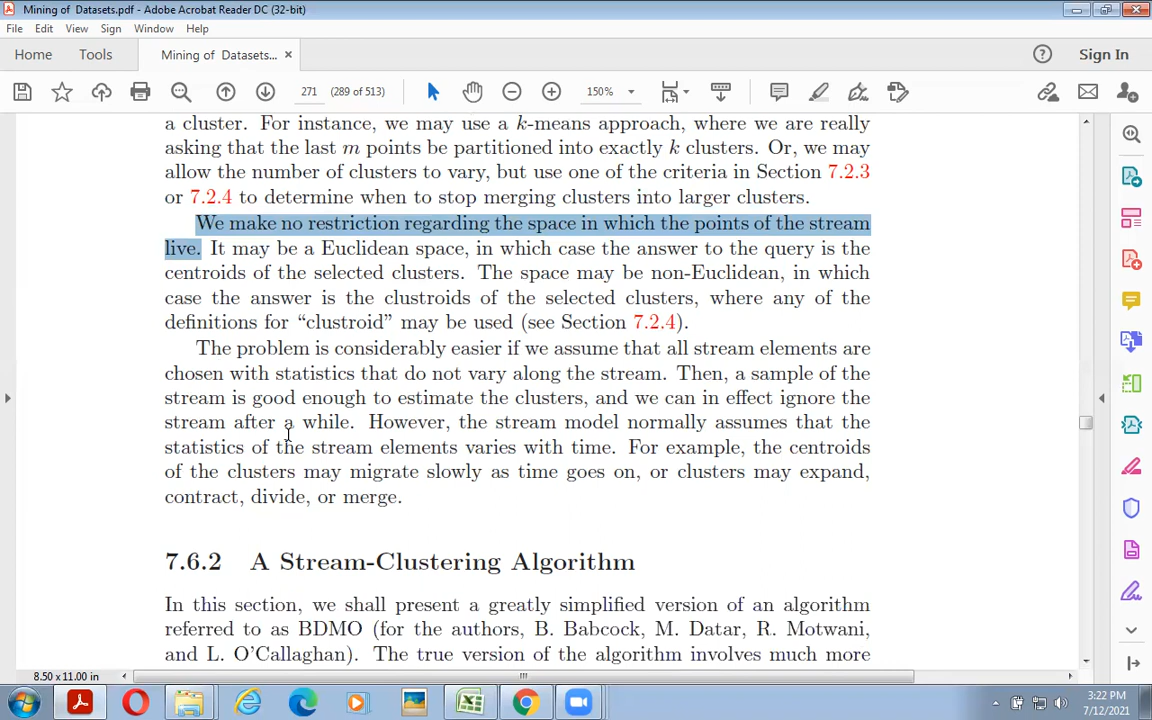 Mining of Datasets.pdf - Adobe Acrobat Reader DC (32-bit)
File Edit View Sign Window Help
Home Tools Mining of Datasets... × Sign In
271 (289 of 513) 150%
a cluster. For instance, we may use a k-means approach, where we are really
asking that the last m points be partitioned into exactly k clusters. Or, we may
allow the number of clusters to vary, but use one of the criteria in Section 7.2.3
or 7.2.4 to determine when to stop merging clusters into larger clusters.
We make no restriction regarding the space in which the points of the stream
live. It may be a Euclidean space, in which case the answer to the query is the
centroids of the selected clusters. The space may be non-Euclidean, in which
case the answer is the clustroids of the selected clusters, where any of the
definitions for “clustroid” may be used (see Section 7.2.4).
The problem is considerably easier if we assume that all stream elements are
chosen with statistics that do not vary along the stream. Then, a sample of the
stream is good enough to estimate the clusters, and we can in effect ignore the
stream after a while. However, the stream model normally assumes that the
statistics of the stream elements varies with time. For example, the centroids
of the clusters may migrate slowly as time goes on, or clusters may expand,
contract, divide, or merge.
7.6.2 A Stream-Clustering Algorithm
In this section, we shall present a greatly simplified version of an algorithm
referred to as BDMO (for the authors, B. Babcock, M. Datar, R. Motwani,
and L. O’Callaghan). The true version of the algorithm involves much more
8.50 x 11.00 in
3:22 PM
7/12/2021